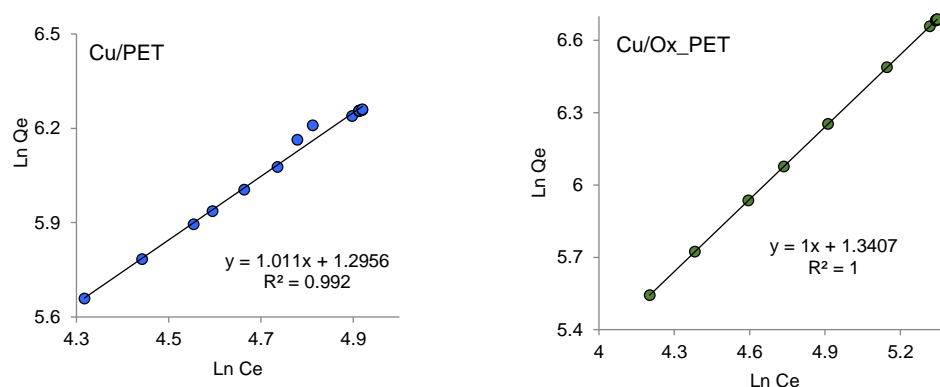 Cu/PET
6.5
6.2
5.9
5.6
Ln Qe
y = 1.011x + 1.2956
R² = 0.992
4.3 4.5 4.7 4.9
Ln Ce
Cu/Ox_PET
6.6
6.3
6
5.7
5.4
Ln Qe
y = 1x + 1.3407
R² = 1
4 4.3 4.6 4.9 5.2
Ln Ce